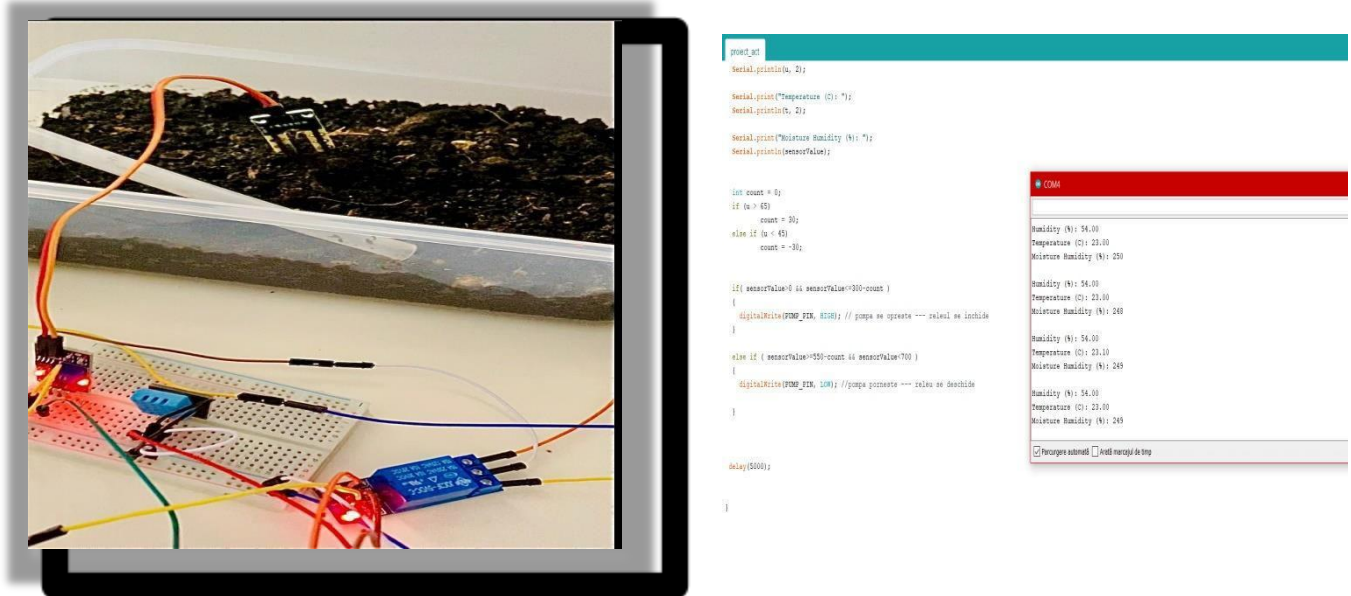 proiect_act
Serial.println(u, 2);
Serial.print("Temperature (C): ");
Serial.println(t, 2);
Serial.print("Moisture Humidity (%): ");
Serial.println(sensorValue);
int count = 0;
if (u > 65)
count = 30;
else if (u < 45)
count = -30;
if( sensorValue>0 && sensorValue<=300-count )
{
digitalWrite(PUMP_PIN, HIGH); // pompa se opreste --- releul se inchide
}
else if ( sensorValue>=550-count && sensorValue<700 )
{
digitalWrite(PUMP_PIN, LOW); //pompa porneste --- releu se deschide
}
delay(5000);
}
COM4
Humidity (%): 54.00
Temperature (C): 23.00
Moisture Humidity (%): 250
Humidity (%): 54.00
Temperature (C): 23.00
Moisture Humidity (%): 248
Humidity (%): 54.00
Temperature (C): 23.10
Moisture Humidity (%): 249
Humidity (%): 54.00
Temperature (C): 23.00
Moisture Humidity (%): 249
Parcurgere automată Arată marcajul de timp